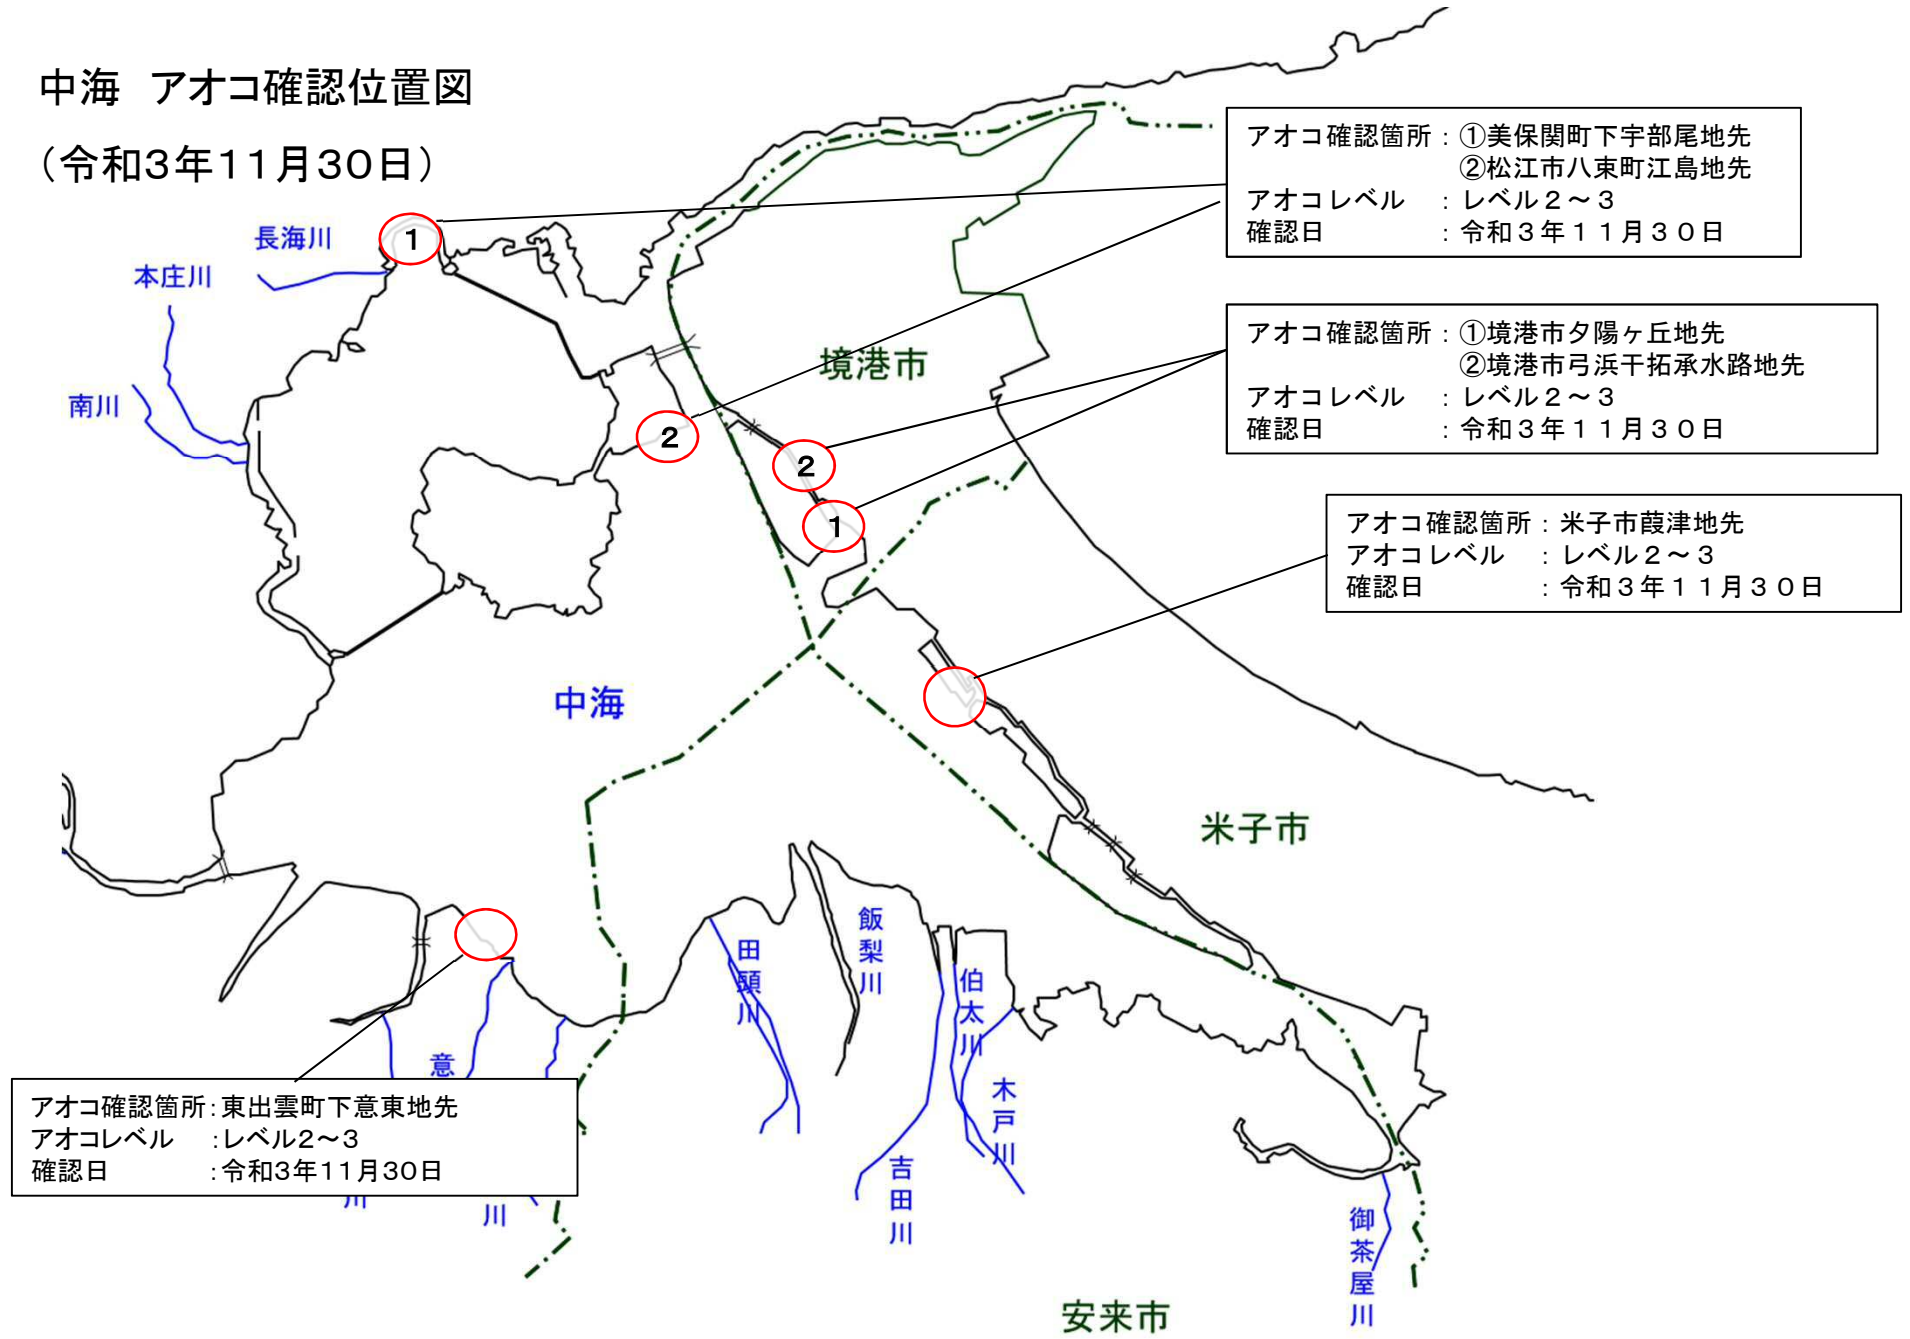 中海 アオコ確認位置図
（令和3年11月30日）
アオコ確認箇所：①美保関町下宇部尾地先
②松江市八束町江島地先
アオコレベル ：レベル２～３
確認日 ：令和３年１１月３０日
長海川
本庄川
南川
境港市
アオコ確認箇所：①境港市夕陽ヶ丘地先
②境港市弓浜干拓承水路地先
アオコレベル ：レベル２～３
確認日 ：令和３年１１月３０日
1
2
2
1
アオコ確認箇所：米子市葭津地先
アオコレベル ：レベル２～３
確認日 ：令和３年１１月３０日
中海
米子市
飯梨川
田頭川
伯太川
木戸川
吉田川
意
川
川
アオコ確認箇所：東出雲町下意東地先
アオコレベル ：レベル2～3
確認日 ：令和3年11月30日
御茶屋川
安来市